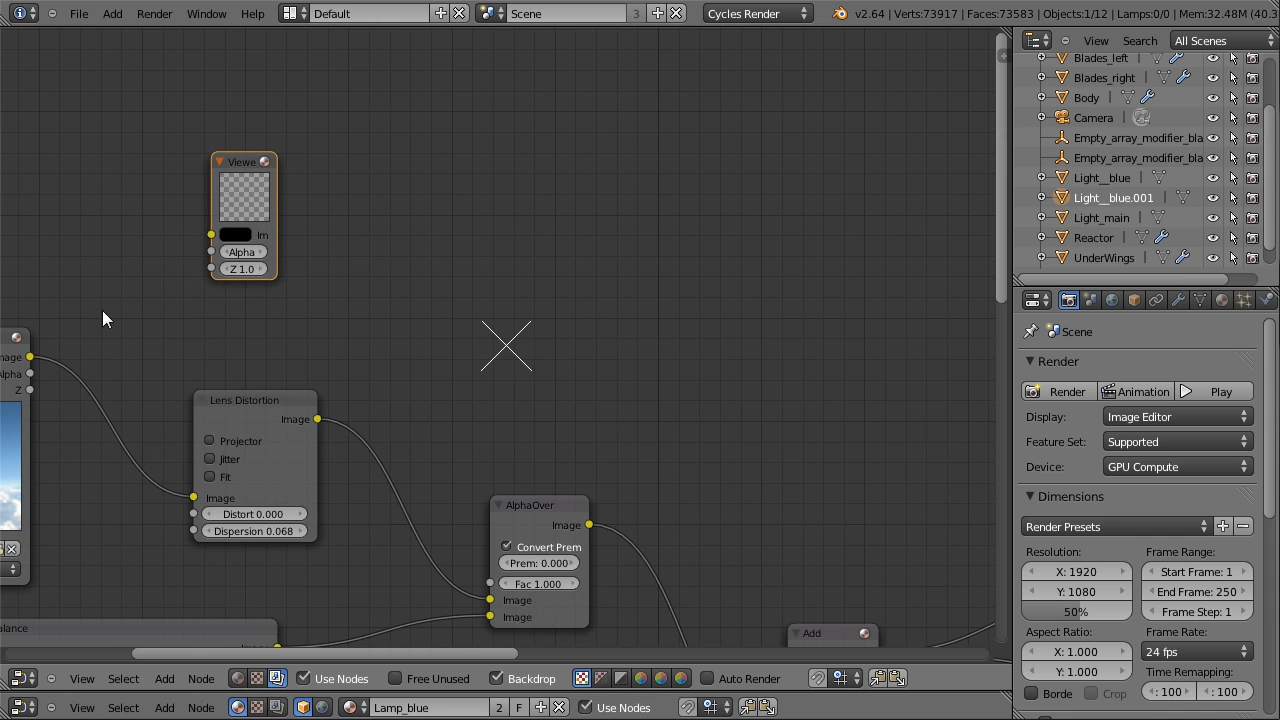 File Add Render Window Help Default Scene 3 Cycles Render v2.64 | Verts:73917 | Faces:73583 | Objects:1/12 | Lamps:0/0 | Mem:32.48M (40.3
View Search All Scenes
Blades_left
Blades_right
Body
Camera
Empty_array_modifier_bla
Empty_array_modifier_bla
Light__blue
Light__blue.001
Light_main
Reactor
UnderWings
Scene
Render
Render Animation Play
Display: Image Editor
Feature Set: Supported
Device: GPU Compute
Dimensions
Render Presets
Resolution: Frame Range:
X: 1920 Start Frame: 1
Y: 1080 End Frame: 250
50% Frame Step: 1
Aspect Ratio: Frame Rate:
X: 1.000 24 fps
Y: 1.000 Time Remapping:
Borde Crop : 100 : 100
Viewe
Im
Alpha
Z 1.0
mage
Alpha
Z
Lens Distortion
Image
Projector
Jitter
Fit
Image
Distort 0.000
Dispersion 0.068
AlphaOver
Image
Convert Prem
Prem: 0.000
Fac 1.000
Image
Image
alance
Add
View Select Add Node Use Nodes Free Unused Backdrop Auto Render
View Select Add Node Lamp_blue 2 F Use Nodes